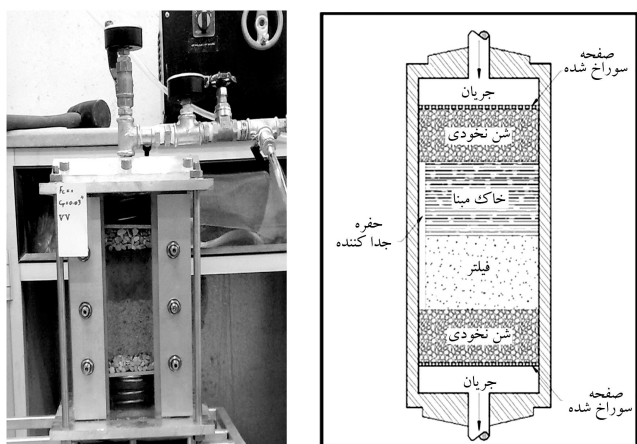 صفحه
سوراخ شده
جریان
شن نخودی
خاک مبنا
حفره
جدا کننده
فیلتر
شن نخودی
جریان
صفحه
سوراخ شده